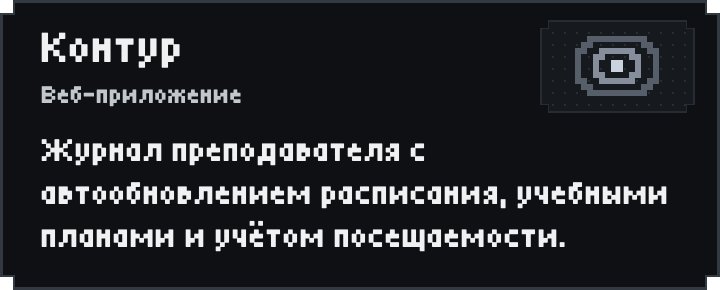 Контур
Веб-приложение
Журнал преподавателя с
автообновлением расписания, учебными
планами и учётом посещаемости.